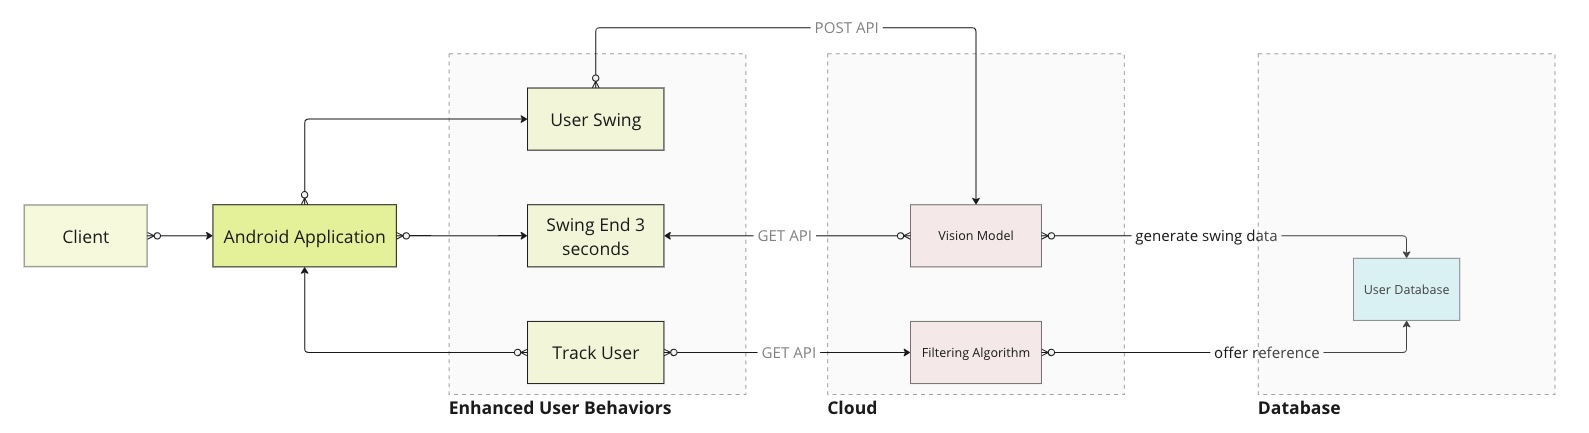 POST API
User Swing
Client
Android Application
Swing End 3
seconds
GET API
Vision Model
generate swing data
User Database
Track User
GET API
Filtering Algorithm
offer reference
Enhanced User Behaviors
Cloud
Database